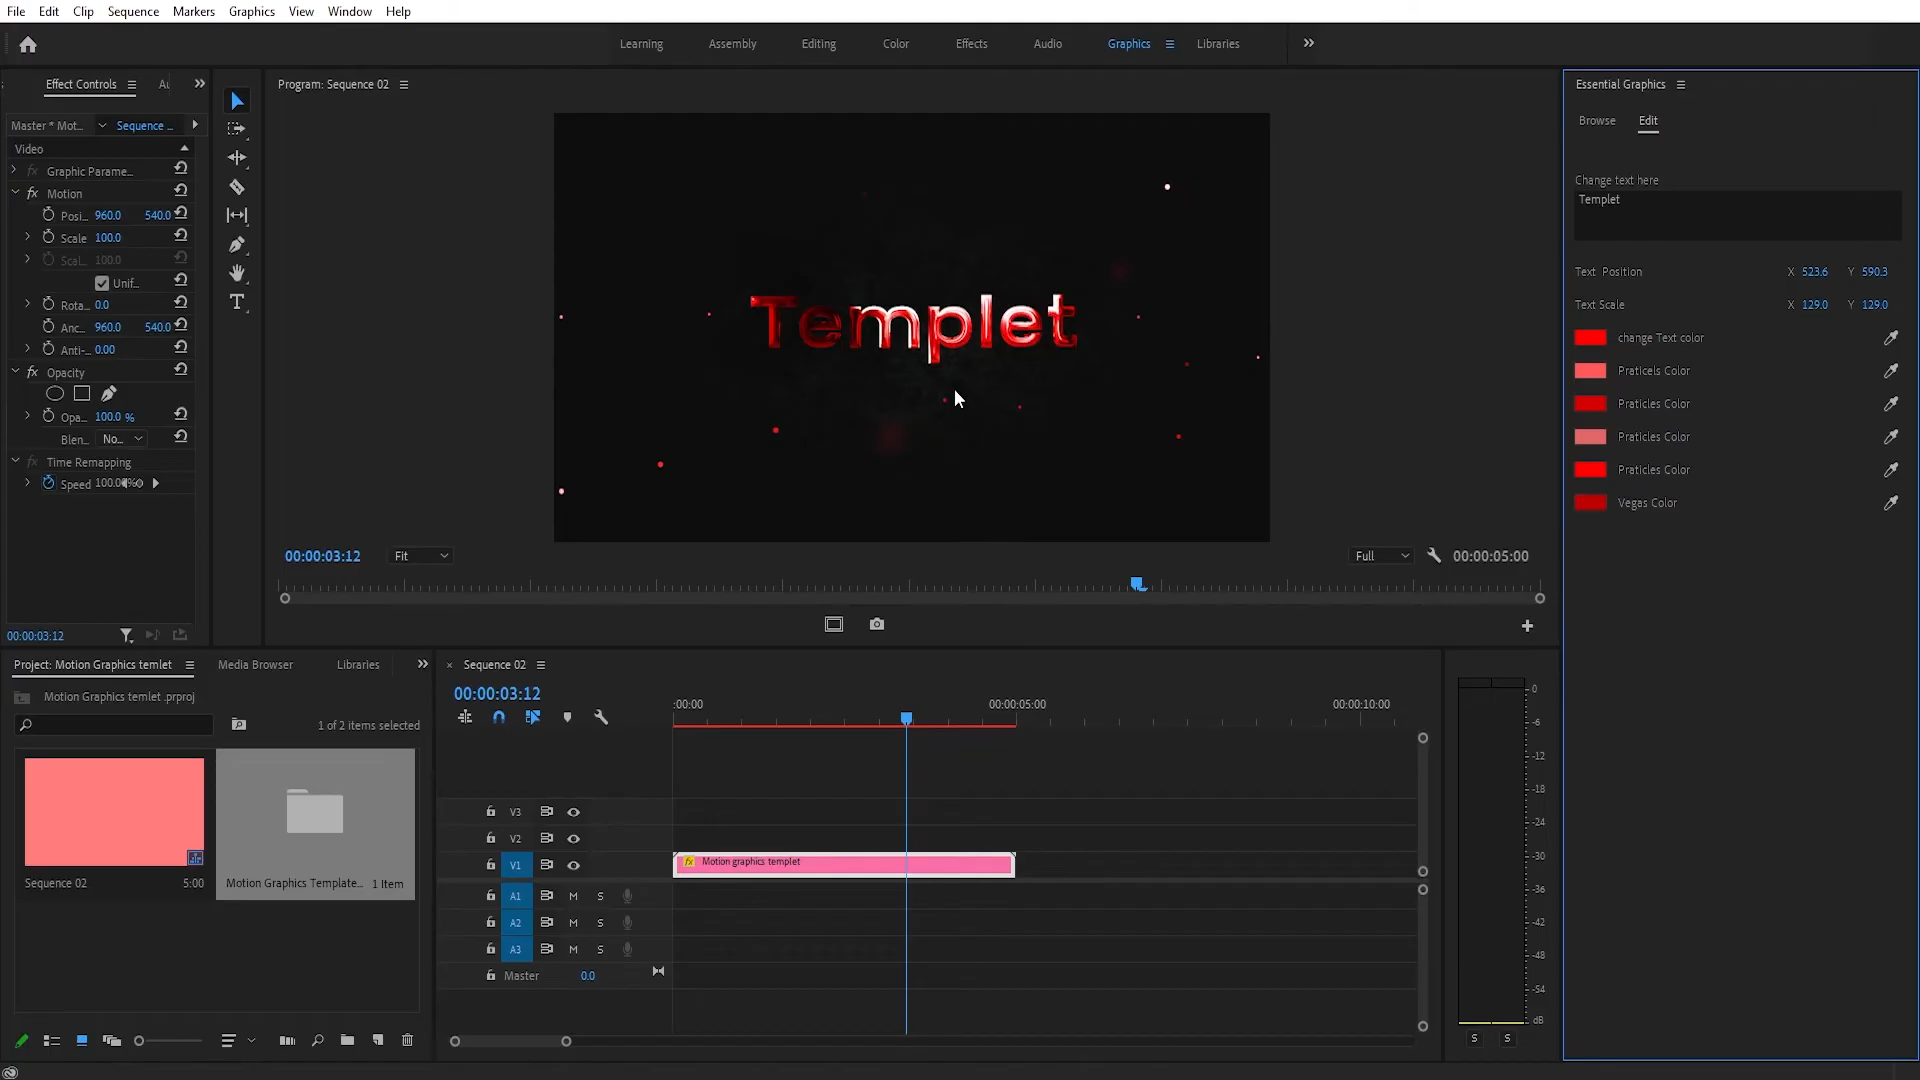 File Edit Clip Sequence Markers Graphics View Window Help
Learning Assembly Editing Color Effects Audio Graphics Libraries
Effect Controls
Master * Mot... Sequence ...
Video
fx Graphic Parame...
fx Motion
Posi... 960.0 540.0
Scale 100.0
Scal... 100.0
Unif...
Rota... 0.0
Anc... 960.0 540.0
Anti-... 0.00
fx Opacity
Opa... 100.0 %
Blen... No...
fx Time Remapping
Speed 100.00%
00:00:03:12
Program: Sequence 02
Templet
00:00:03:12 Fit Full 00:00:05:00
Essential Graphics
Browse Edit
Change text here
Templet
Text Position X 523.6 Y 590.3
Text Scale X 129.0 Y 129.0
change Text color
Praticels Color
Praticles Color
Praticles Color
Praticles Color
Vegas Color
Project: Motion Graphics temlet Media Browser Libraries
Motion Graphics temlet .prproj
1 of 2 items selected
Sequence 02 5:00
Motion Graphics Template... 1 Item
× Sequence 02
00:00:03:12
:00:00 00:00:05:00 00:00:10:00
V3
V2
V1
fx Motion graphics templet
A1 M S
A2 M S
A3 M S
Master 0.0
0
-6
-12
-18
-24
-30
-36
-42
-48
-54
dB
S S